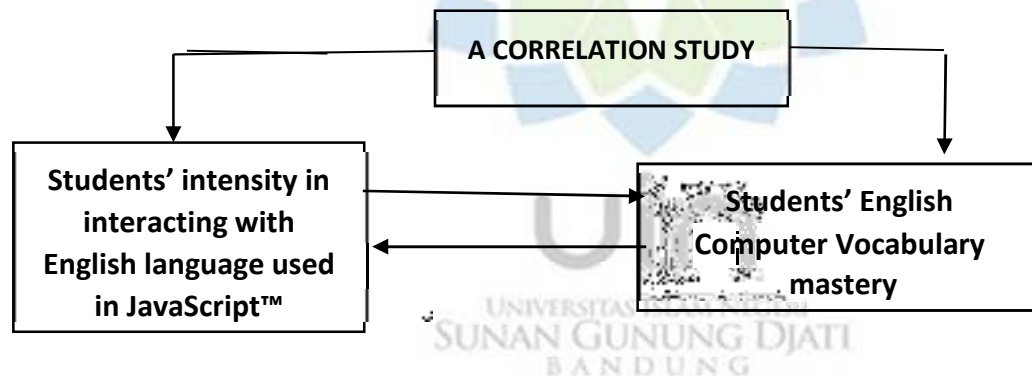 A CORRELATION STUDY
Students’ intensity in
interacting with
English language used
in JavaScript™
Students’ English
Computer Vocabulary
mastery
uin
UNIVERSITAS ISLAM NEGERI
SUNAN GUNUNG DJATI
BANDUNG